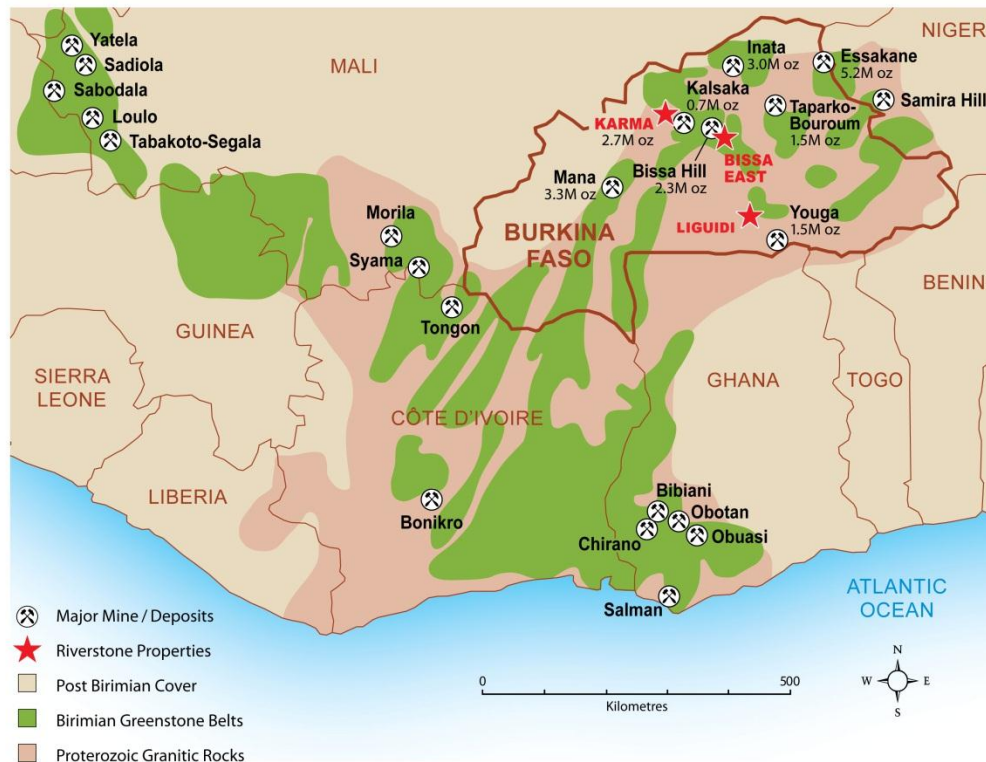 Yatela
Sadiola
Sabodala
Loulo
Tabakoto-Segala
MALI
NIGER
Inata
3.0M oz
Essakane
5.2M oz
Kalsaka
0.7M oz
Samira Hill
KARMA
2.7M oz
Taparko-
Bouroum
1.5M oz
Bissa Hill
2.3M oz
BISSA
EAST
Mana
3.3M oz
LIGUIDI
Youga
1.5M oz
BURKINA
FASO
Morila
Syama
Tongon
BENIN
GUINEA
SIERRA
LEONE
GHANA
TOGO
CÔTE D'IVOIRE
LIBERIA
Bonikro
Bibiani
Obotan
Chirano
Obuasi
Salman
ATLANTIC
OCEAN
Major Mine / Deposits
Riverstone Properties
Post Birimian Cover
Birimian Greenstone Belts
Proterozoic Granitic Rocks
0 500
Kilometres
N
W E
S